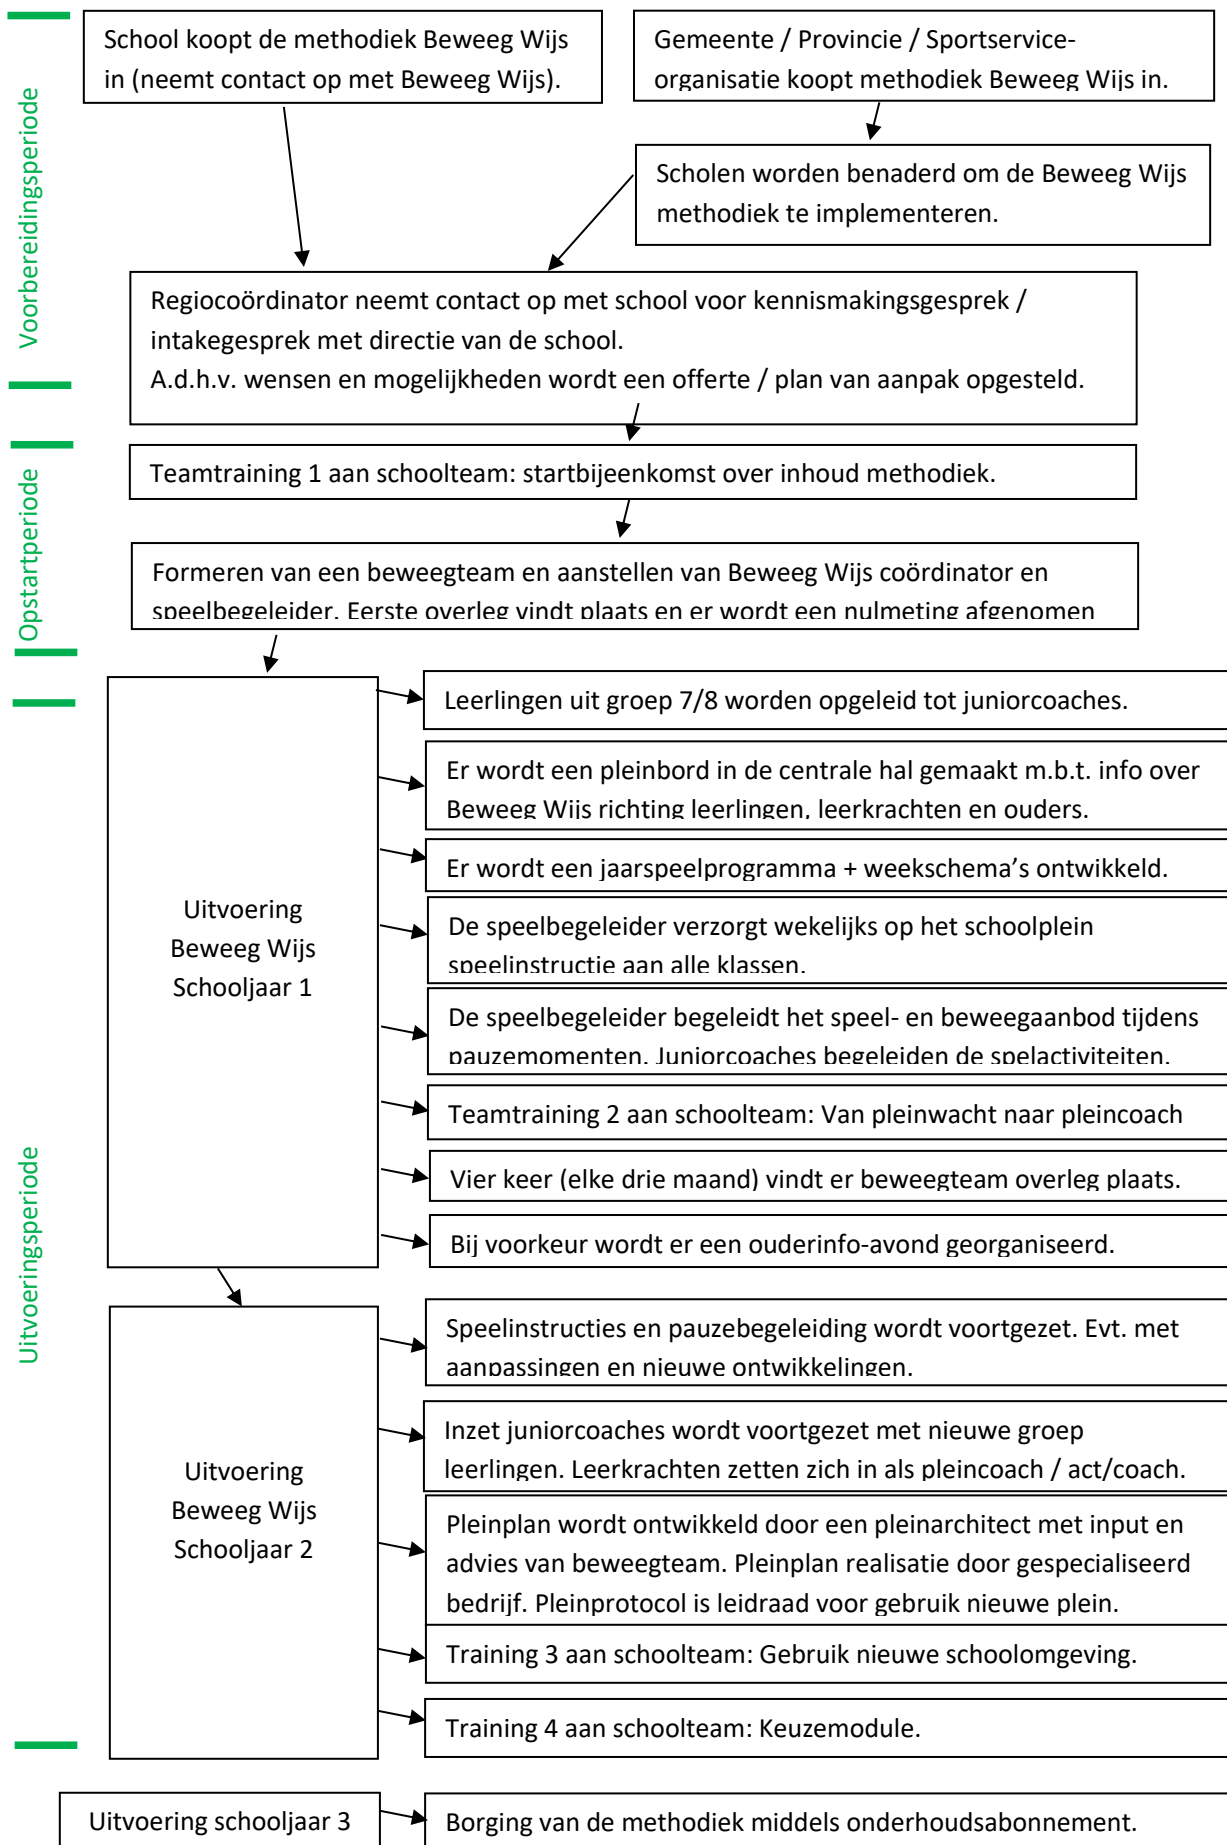 School koopt de methodiek Beweeg Wijs
in (neemt contact op met Beweeg Wijs).
Gemeente / Provincie / Sportservice-
organisatie koopt methodiek Beweeg Wijs in.
Scholen worden benaderd om de Beweeg Wijs
methodiek te implementeren.
Voorbereidingsperiode
Regiocoördinator neemt contact op met school voor kennismakingsgesprek /
intakegesprek met directie van de school.
A.d.h.v. wensen en mogelijkheden wordt een offerte / plan van aanpak opgesteld.
Opstartperiode
Teamtraining 1 aan schoolteam: startbijeenkomst over inhoud methodiek.
Formeren van een beweegteam en aanstellen van Beweeg Wijs coördinator en
speelbegeleider. Eerste overleg vindt plaats en er wordt een nulmeting afgenomen
Uitvoeringsperiode
Uitvoering
Beweeg Wijs
Schooljaar 1
Leerlingen uit groep 7/8 worden opgeleid tot juniorcoaches.
Er wordt een pleinbord in de centrale hal gemaakt m.b.t. info over
Beweeg Wijs richting leerlingen, leerkrachten en ouders.
Er wordt een jaarspeelprogramma + weekschema’s ontwikkeld.
De speelbegeleider verzorgt wekelijks op het schoolplein
speelinstructie aan alle klassen.
De speelbegeleider begeleidt het speel- en beweegaanbod tijdens
pauzemomenten. Juniorcoaches begeleiden de spelactiviteiten.
Teamtraining 2 aan schoolteam: Van pleinwacht naar pleincoach
Vier keer (elke drie maand) vindt er beweegteam overleg plaats.
Bij voorkeur wordt er een ouderinfo-avond georganiseerd.
Uitvoering
Beweeg Wijs
Schooljaar 2
Speelinstructies en pauzebegeleiding wordt voortgezet. Evt. met
aanpassingen en nieuwe ontwikkelingen.
Inzet juniorcoaches wordt voortgezet met nieuwe groep
leerlingen. Leerkrachten zetten zich in als pleincoach / act/coach.
Pleinplan wordt ontwikkeld door een pleinarchitect met input en
advies van beweegteam. Pleinplan realisatie door gespecialiseerd
bedrijf. Pleinprotocol is leidraad voor gebruik nieuwe plein.
Training 3 aan schoolteam: Gebruik nieuwe schoolomgeving.
Training 4 aan schoolteam: Keuzemodule.
Uitvoering schooljaar 3
Borging van de methodiek middels onderhoudsabonnement.